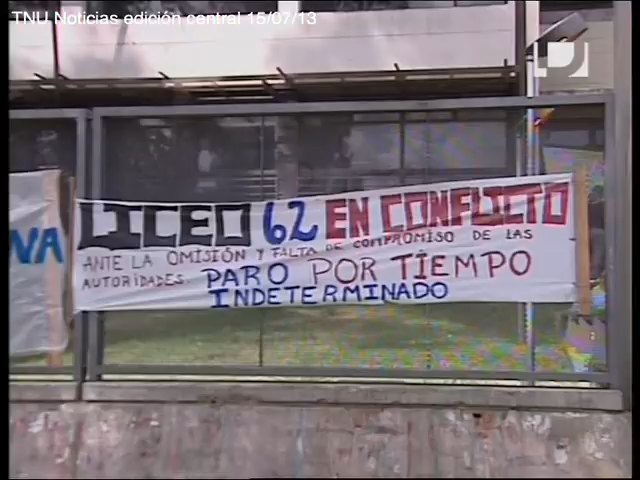 TNU Noticias edición central 15/07/13
LICEO 62 EN CONFLICTO
ANTE LA OMISIÓN Y FALTA DE COMPROMISO DE LAS
AUTORIDADES. PARO POR TIEMPO
INDETERMINADO
VA